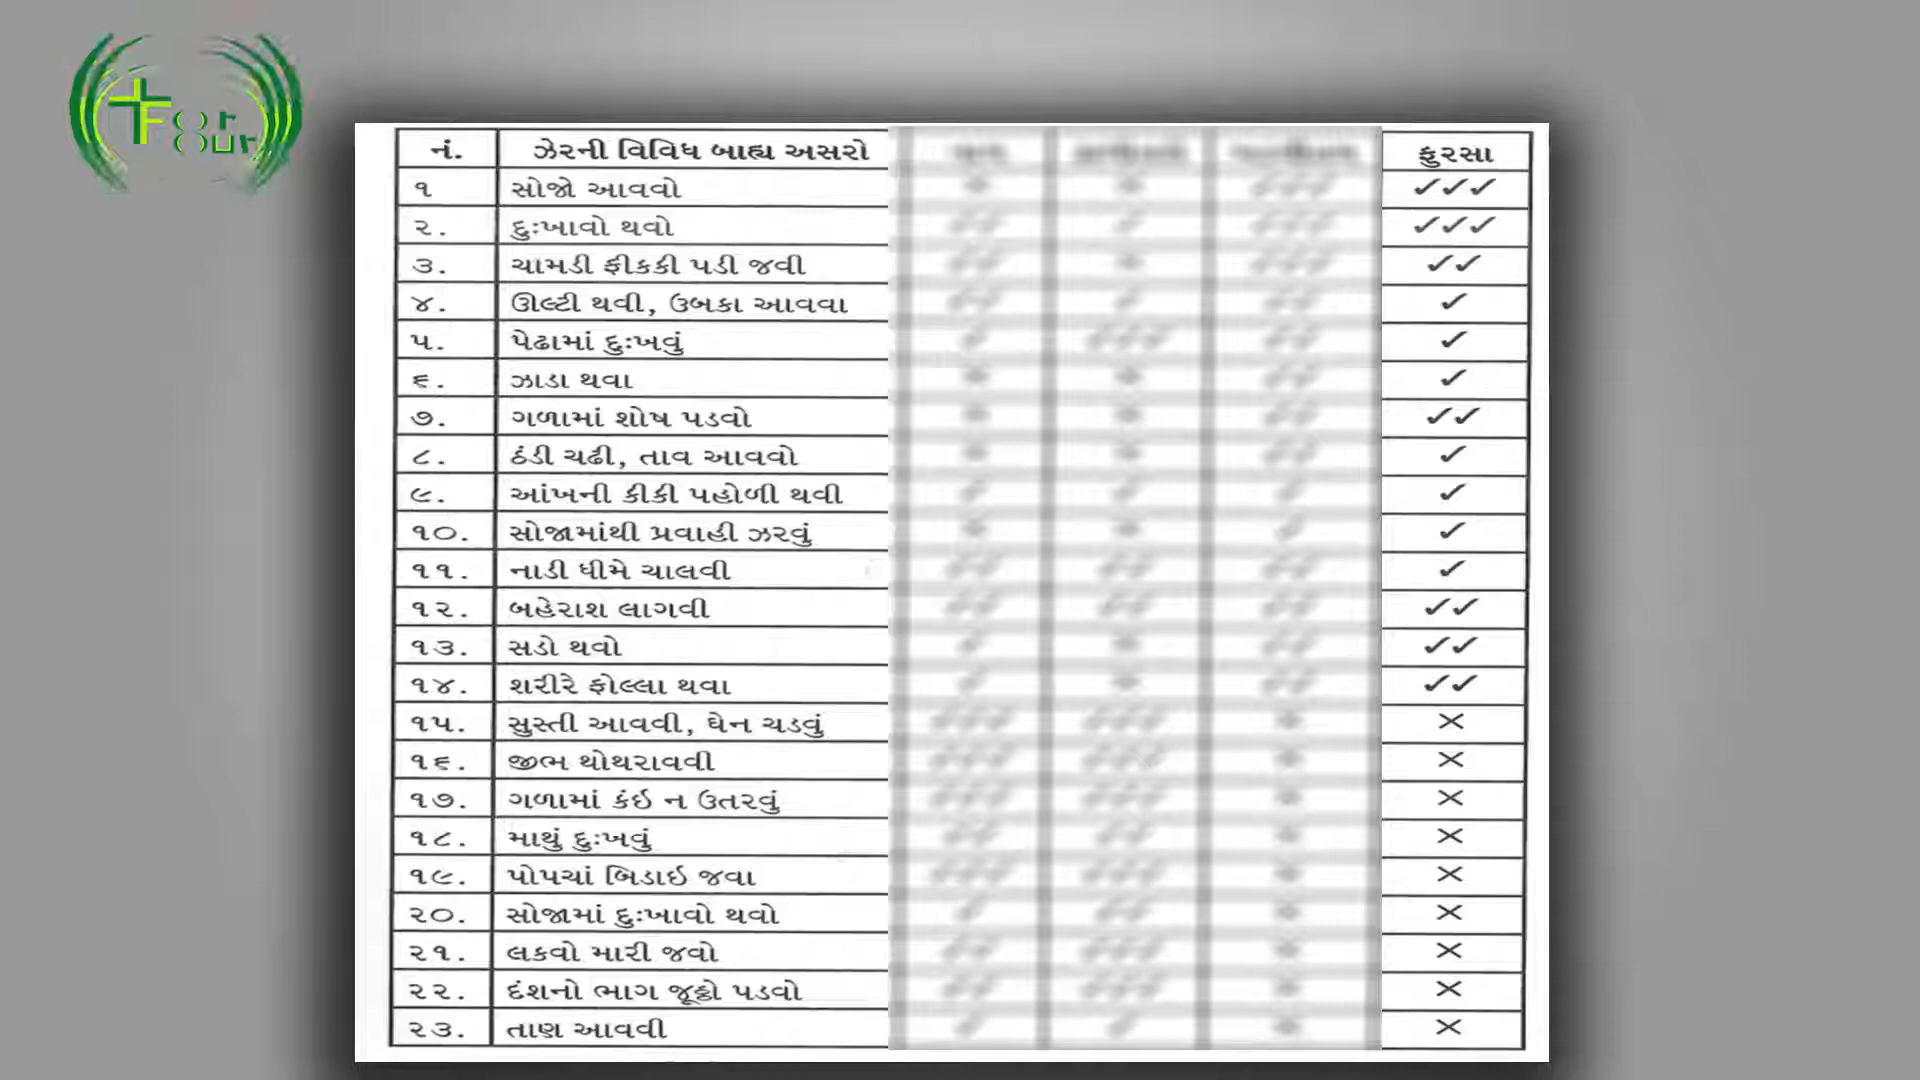 For
our
નં. ઝેરની વિવિધ બાહ્ય અસરો ફુરસા
૧ સોજો આવવો ✓✓✓
૨. દુઃખાવો થવો ✓✓✓
૩. ચામડી ફીકકી પડી જવી ✓✓
૪. ઊલ્ટી થવી, ઉબકા આવવા ✓
૫. પેઢામાં દુઃખવું ✓
૬. ઝાડા થવા ✓
૭. ગળામાં શોષ પડવો ✓✓
૮. ઠંડી ચઢી, તાવ આવવો ✓
૯. આંખની કીકી પહોળી થવી ✓
૧૦. સોજામાંથી પ્રવાહી ઝરવું ✓
૧૧. નાડી ધીમે ચાલવી ✓
૧૨. બહેરાશ લાગવી ✓✓
૧૩. સડો થવો ✓✓
૧૪. શરીરે ફોલ્લા થવા ✓✓
૧૫. સુસ્તી આવવી, ઘેન ચડવું ×
૧૬. જીભ થોથરાવવી ×
૧૭. ગળામાં કંઇ ન ઉતરવું ×
૧૮. માથું દુઃખવું ×
૧૯. પોપચાં બિડાઇ જવા ×
૨૦. સોજામાં દુઃખાવો થવો ×
૨૧. લકવો મારી જવો ×
૨૨. દંશનો ભાગ જૂઠ્ઠો પડવો ×
૨૩. તાણ આવવી ×